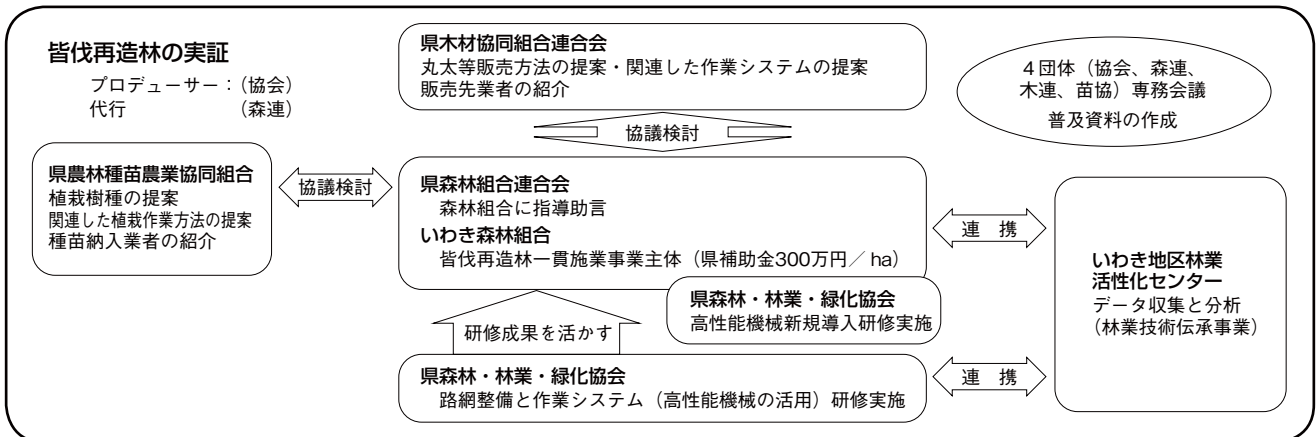 皆伐再造林の実証
プロデューサー：（協会）
代行　　　　　（森連）
県木材協同組合連合会
丸太等販売方法の提案・関連した作業システムの提案
販売先業者の紹介
４団体（協会、森連、
木連、苗協）専務会議
普及資料の作成
協議検討
県農林種苗農業協同組合
植栽樹種の提案
関連した植栽作業方法の提案
種苗納入業者の紹介
協議検討
県森林組合連合会
森林組合に指導助言
いわき森林組合
皆伐再造林一貫施業事業主体（県補助金300万円／ha）
連　携
いわき地区林業
活性化センター
データ収集と分析
（林業技術伝承事業）
県森林・林業・緑化協会
高性能機械新規導入研修実施
研修成果を活かす
県森林・林業・緑化協会
路網整備と作業システム（高性能機械の活用）研修実施
連　携